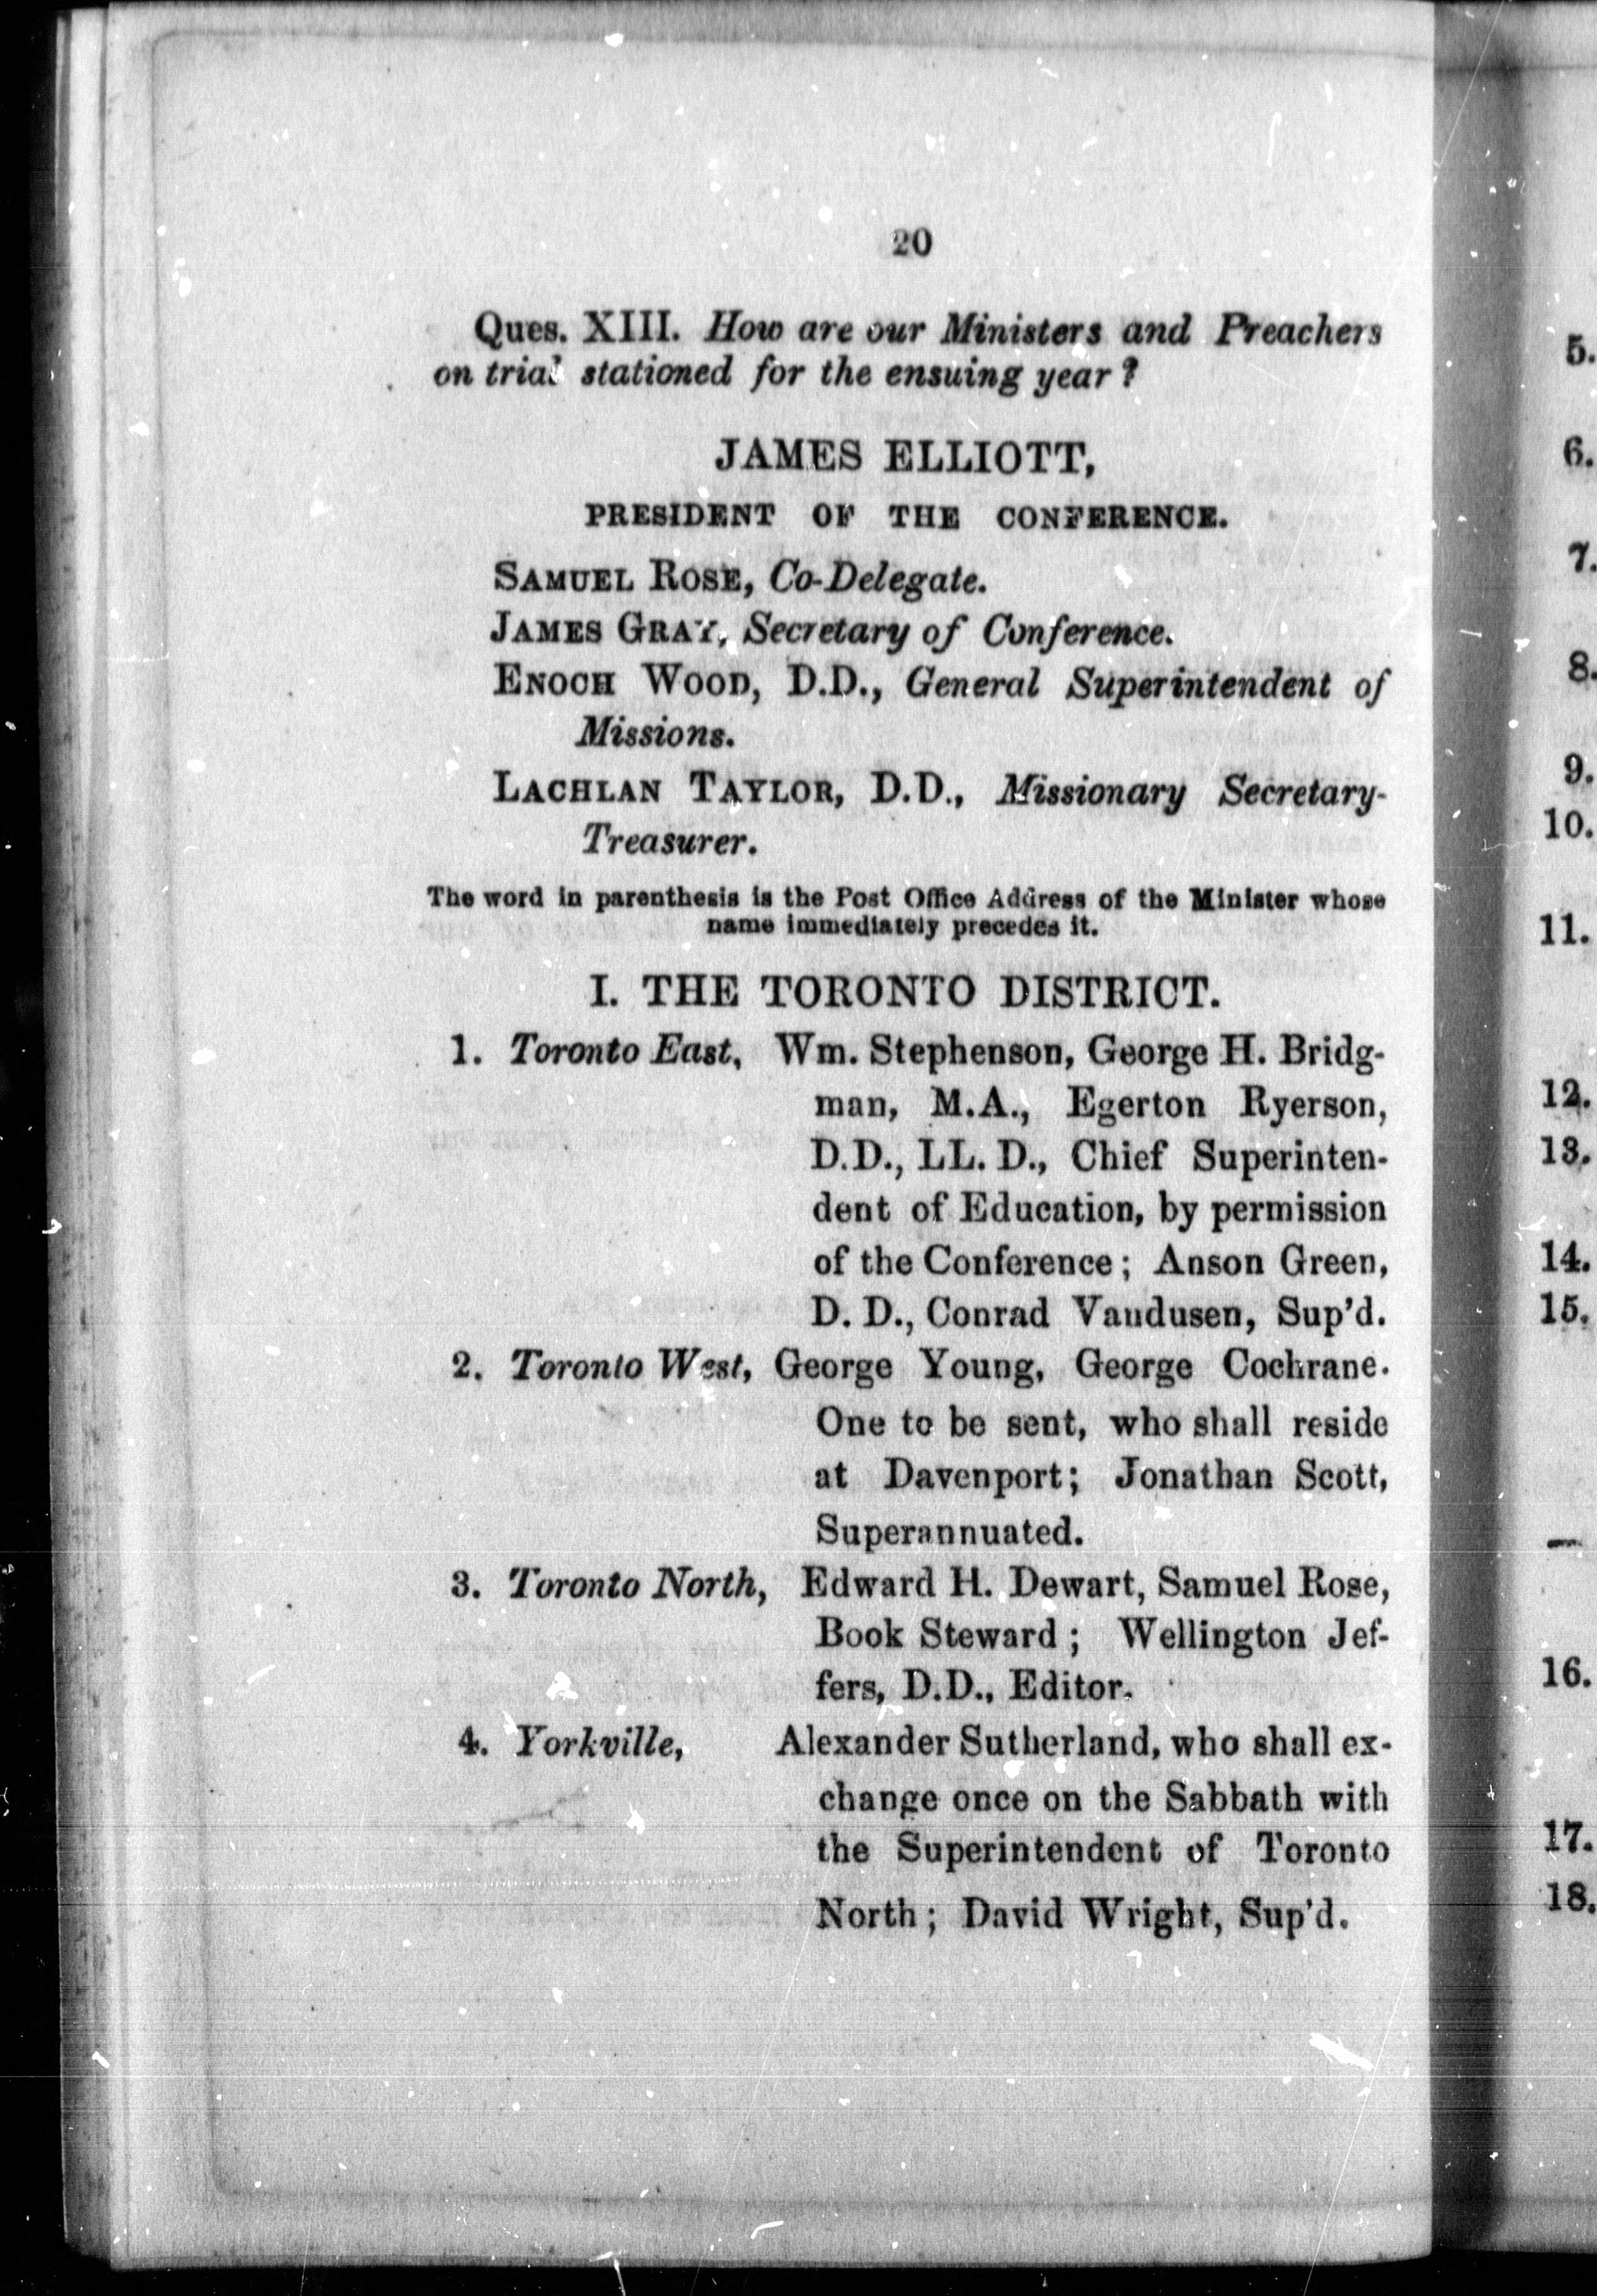 20
Ques. XIII. How are our Ministers and Preachers
on trial stationed for the ensuing year?
JAMES ELLIOTT,
PRESIDENT OF THE CONFERENCE.
SAMUEL ROSE, Co-Delegate.
JAMES GRAY, Secretary of Conference.
ENOCH WOOD, D.D., General Superintendent of
Missions.
LACHLAN TAYLOR, D.D., Missionary Secretary-
Treasurer.
The word in parenthesis is the Post Office Address of the Minister whose
name immediately precedes it.
I. THE TORONTO DISTRICT.
1. Toronto East, Wm. Stephenson, George H. Bridg-
man, M.A., Egerton Ryerson,
D.D., LL. D., Chief Superinten-
dent of Education, by permission
of the Conference; Anson Green,
D. D., Conrad Vandusen, Sup'd.
2. Toronto West, George Young, George Cochrane.
One to be sent, who shall reside
at Davenport; Jonathan Scott,
Superannuated.
3. Toronto North, Edward H. Dewart, Samuel Rose,
Book Steward; Wellington Jef-
fers, D.D., Editor.
4. Yorkville, Alexander Sutherland, who shall ex-
change once on the Sabbath with
the Superintendent of Toronto
North; David Wright, Sup'd.
5.
6.
7.
8.
9.
10.
11.
12.
13.
14.
15.
16.
17.
18.